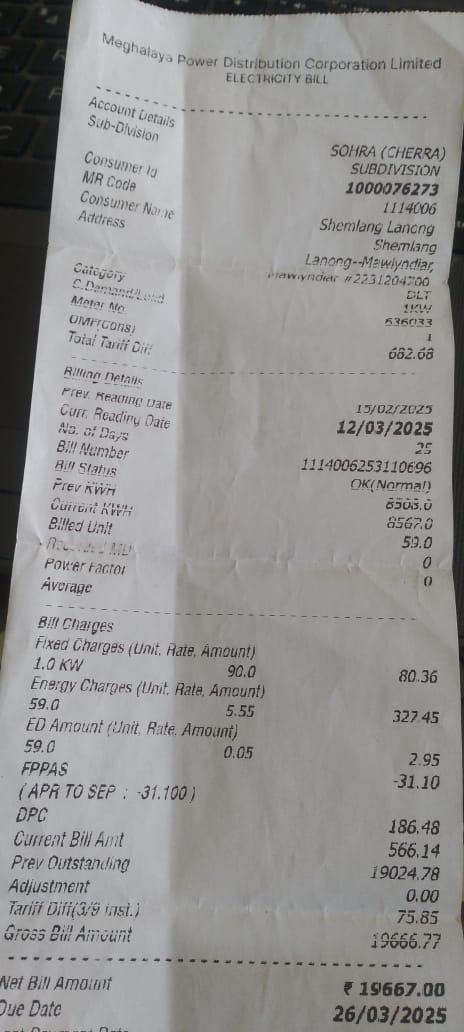 Meghalaya Power Distribution Corporation Limited
ELECTRICITY BILL
Account Details
Sub-Division SOHRA (CHERRA)
SUBDIVISION
Consumer Id 1000076273
MR Code 1114006
Consumer Name Shemlang Lanong
Address Shemlang
Lanong--Mawlyndiar,
Mawlyndiar #2231204700
Category DLT
C.Demand/Load 1KW
Meter No. 636033
OMF(Cons) 1
Total Tariff Diff 682.68
Billing Details
Prev. Reading Date 15/02/2025
Curr. Reading Date 12/03/2025
No. of Days 25
Bill Number 1114006253110696
Bill Status OK(Normal)
Prev KWH 8508.0
Current KWH 8567.0
Billed Unit 59.0
MD 0
Power Factor 0
Average
Bill Charges
Fixed Charges (Unit, Rate, Amount)
1.0 KW 90.0 80.36
Energy Charges (Unit, Rate, Amount)
59.0 5.55 327.45
ED Amount (Unit, Rate, Amount)
59.0 0.05 2.95
FPPAS -31.10
( APR TO SEP : -31.100 )
DPC 186.48
Current Bill Amt 566.14
Prev Outstanding 19024.78
Adjustment 0.00
Tariff Diff(3/9 inst.) 75.85
Gross Bill Amount 19666.77
Net Bill Amount ₹ 19667.00
Due Date 26/03/2025